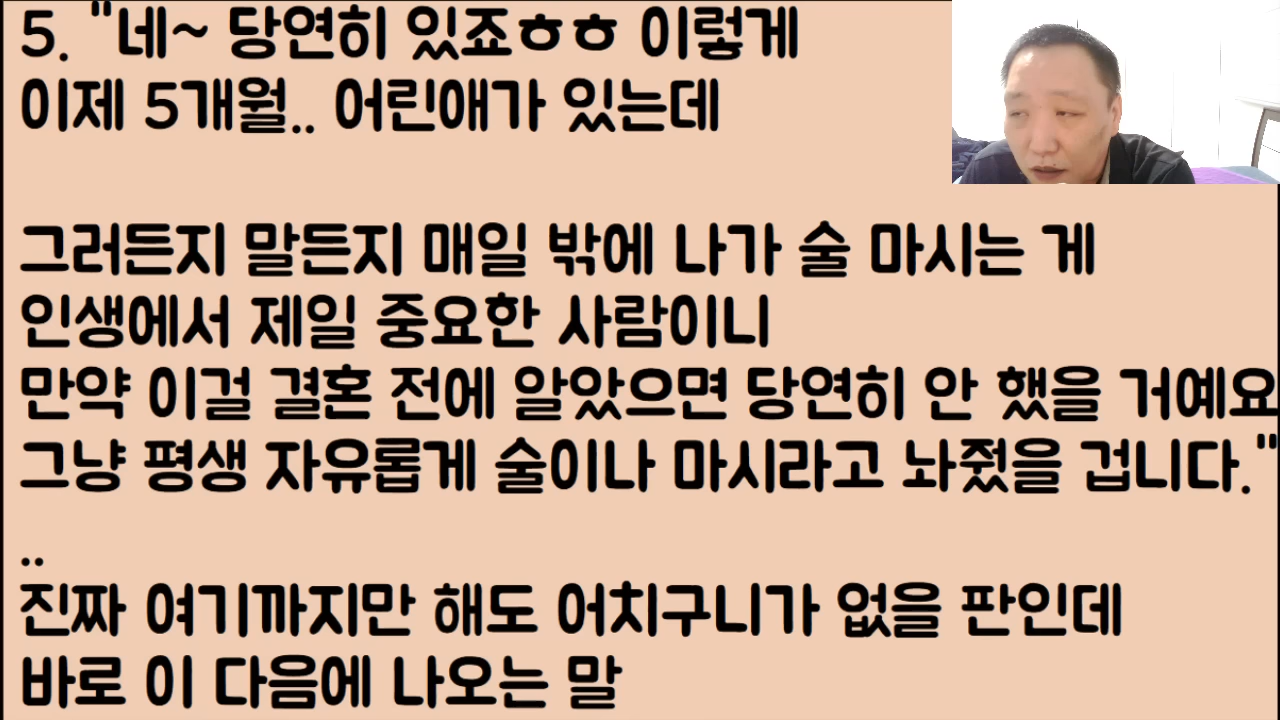 5. "네~ 당연히 있죠ㅎㅎ 이렇게
이제 5개월.. 어린애가 있는데
그러든지 말든지 매일 밖에 나가 술 마시는 게
인생에서 제일 중요한 사람이니
만약 이걸 결혼 전에 알았으면 당연히 안 했을 거예요
그냥 평생 자유롭게 술이나 마시라고 놔줬을 겁니다."
..
진짜 여기까지만 해도 어치구니가 없을 판인데
바로 이 다음에 나오는 말